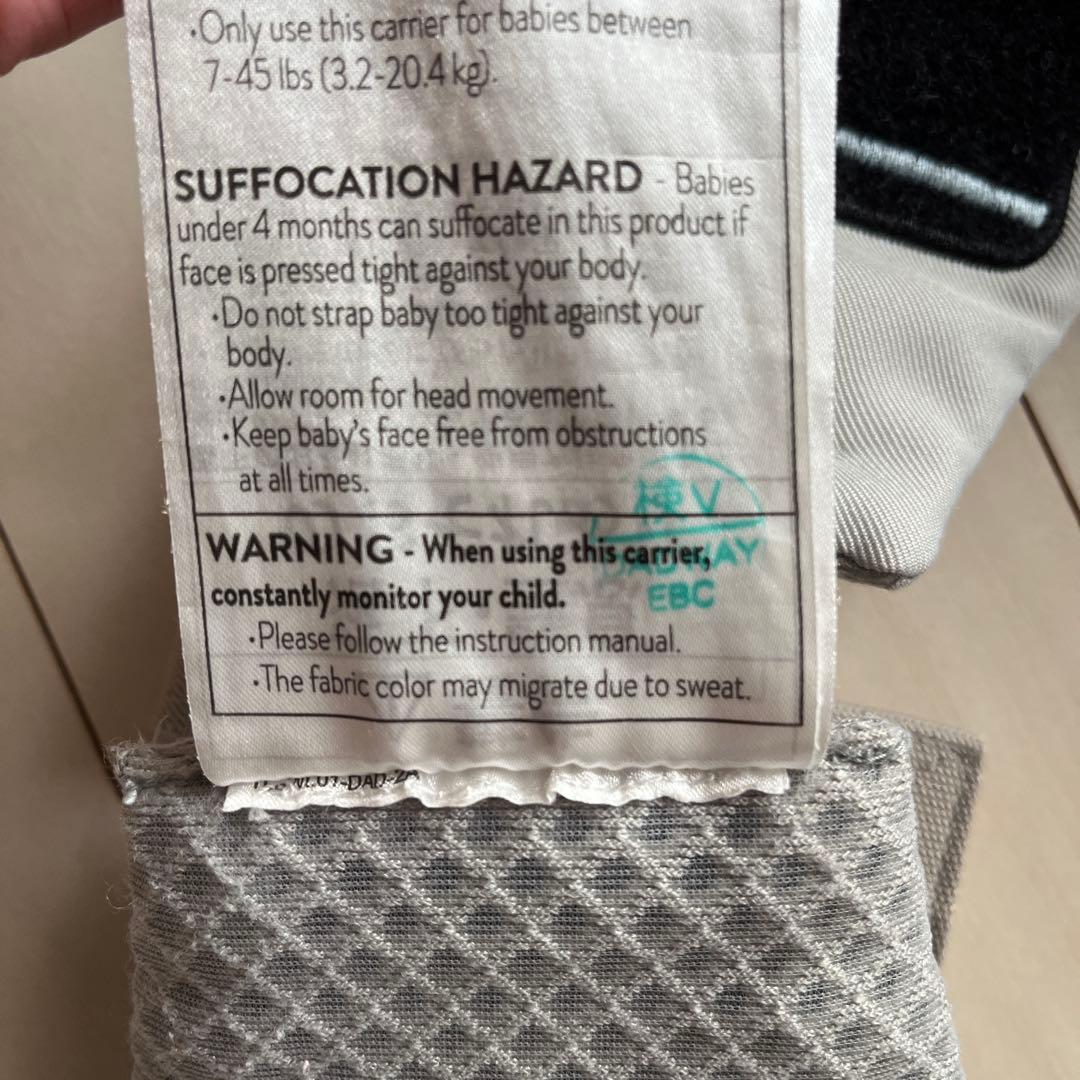 •Only use this carrier for babies between
7-45 lbs (3.2-20.4 kg).
SUFFOCATION HAZARD - Babies
under 4 months can suffocate in this product if
face is pressed tight against your body.
•Do not strap baby too tight against your
body.
•Allow room for head movement.
•Keep baby's face free from obstructions
at all times.
検 V
WARNING - When using this carrier,
constantly monitor your child.
EBC
•Please follow the instruction manual.
•The fabric color may migrate due to sweat.